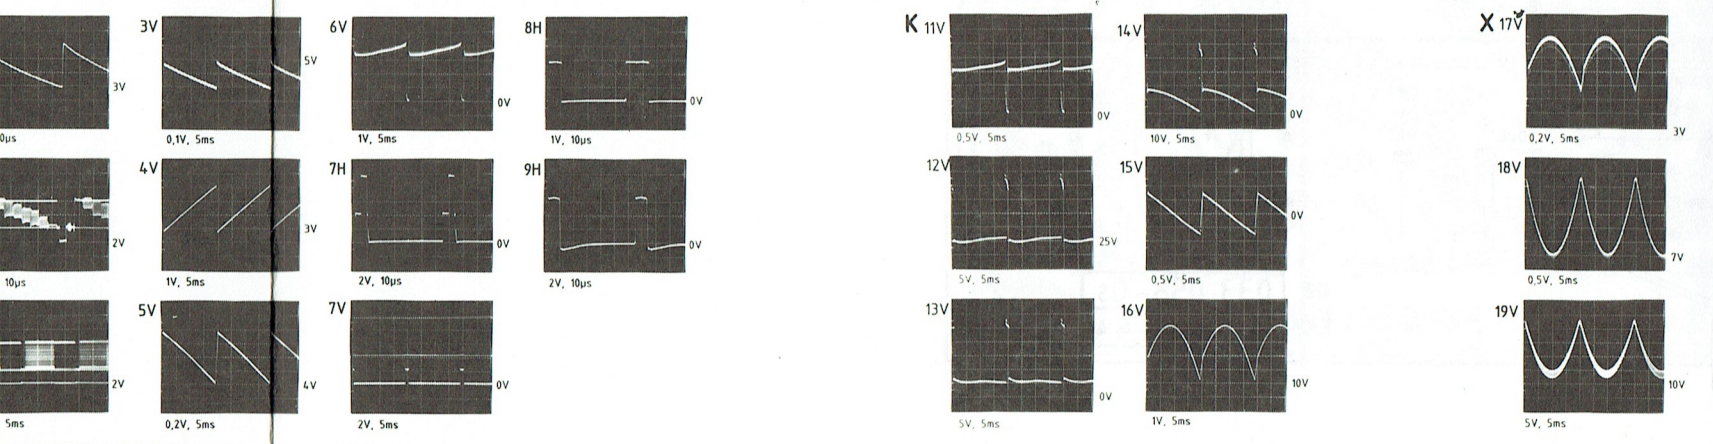 3V
6V
8H
K 11V
14V
X 17V
3V
5V
0V
0V
0V
0V
3V
0µs
0,1V, 5ms
1V, 5ms
1V, 10µs
0,5V, 5ms
10V, 5ms
0,2V, 5ms
4V
7H
9H
12V
15V
18V
2V
3V
0V
0V
25V
0V
7V
10µs
1V, 5ms
2V, 10µs
2V, 10µs
5V, 5ms
0,5V, 5ms
0,5V, 5ms
5V
7V
13V
16V
19V
2V
4V
0V
0V
10V
10V
5ms
0,2V, 5ms
2V, 5ms
5V, 5ms
1V, 5ms
5V, 5ms